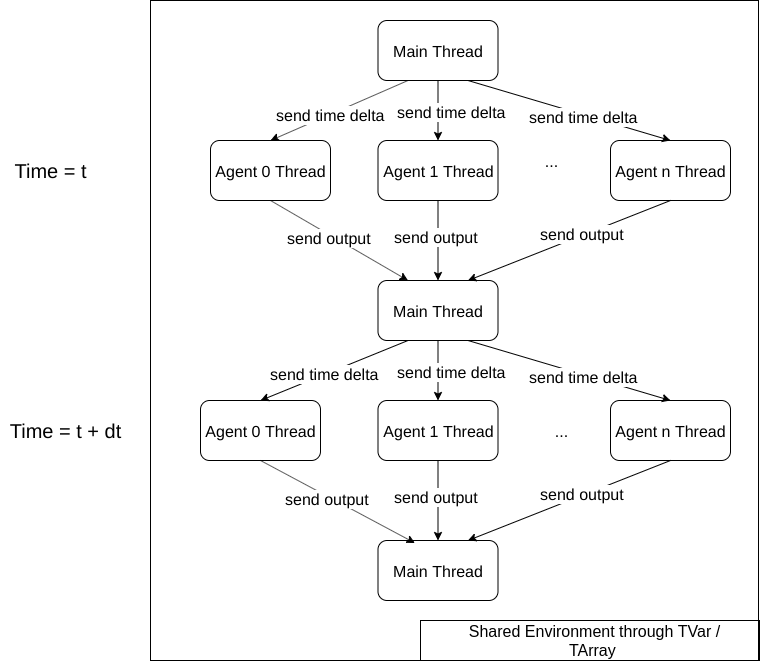 Main Thread
send time delta
send time delta
send time delta
Time = t
Agent 0 Thread
Agent 1 Thread
...
Agent n Thread
send output
send output
send output
Main Thread
send time delta
send time delta
send time delta
Time = t + dt
Agent 0 Thread
Agent 1 Thread
...
Agent n Thread
send output
send output
send output
Main Thread
Shared Environment through TVar /
TArray